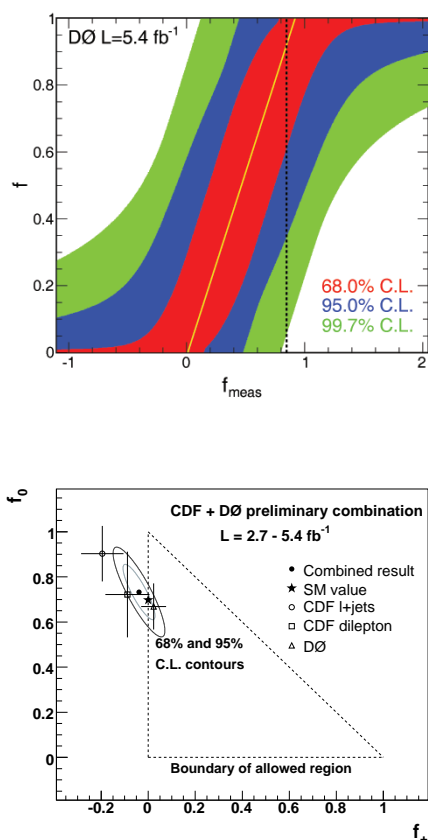 DØ L=5.4 fb⁻¹
1
0.8
0.6
f
0.4
0.2
0
68.0% C.L.
95.0% C.L.
99.7% C.L.
-1 0 1 2
f_meas
f_0
CDF + DØ preliminary combination
L = 2.7 - 5.4 fb⁻¹
1
0.8
0.6
0.4
0.2
0
Combined result
SM value
CDF l+jets
CDF dilepton
DØ
68% and 95%
C.L. contours
Boundary of allowed region
-0.2 0 0.2 0.4 0.6 0.8 1
f_+